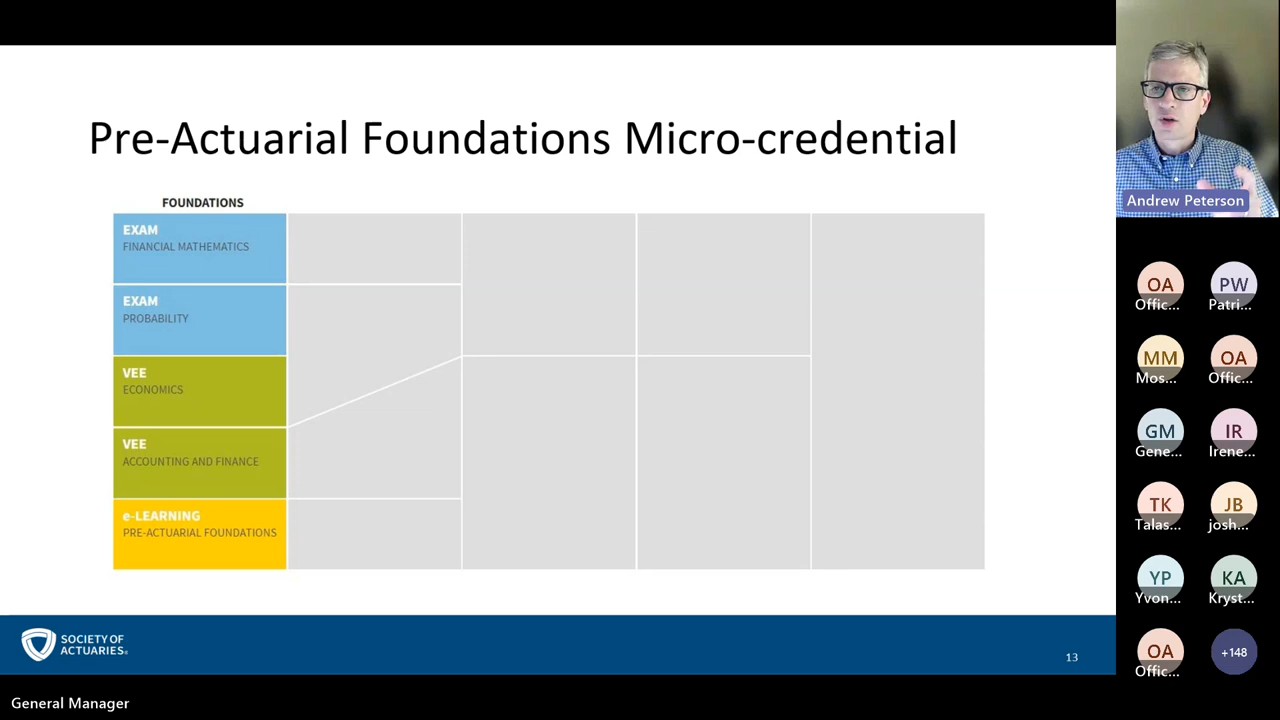 Pre-Actuarial Foundations Micro-credential
FOUNDATIONS
EXAM
FINANCIAL MATHEMATICS
EXAM
PROBABILITY
VEE
ECONOMICS
VEE
ACCOUNTING AND FINANCE
e-LEARNING
PRE-ACTUARIAL FOUNDATIONS
SOCIETY OF
ACTUARIES®
13
General Manager
Andrew Peterson
OA PW
Offic... Patri...
MM OA
Mos... Offic...
GM IR
Gene... Irene...
TK JB
Talas... josh...
YP KA
Yvon... Kryst...
OA +148
Offic...